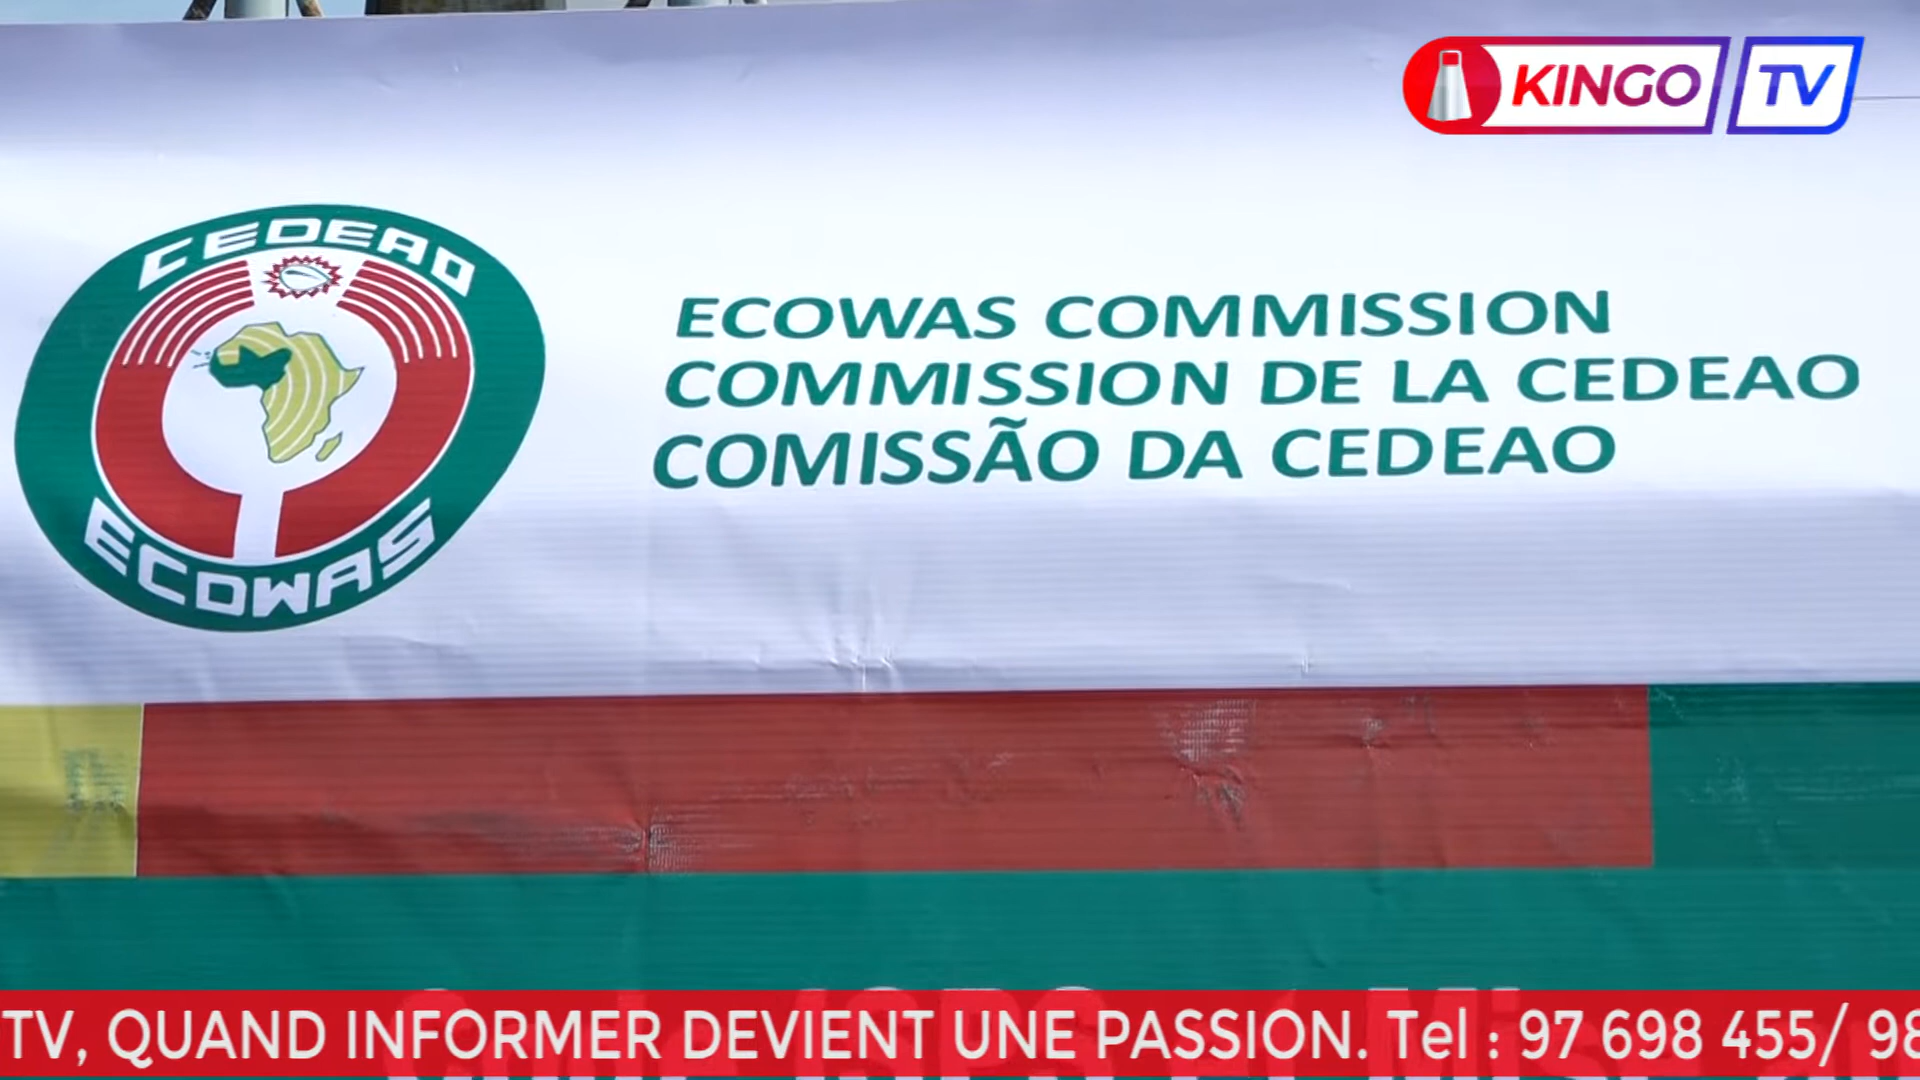 KINGO TV
CEDEAO
ECOWAS
ECOWAS COMMISSION
COMMISSION DE LA CEDEAO
COMISSÃO DA CEDEAO
TV, QUAND INFORMER DEVIENT UNE PASSION. Tel : 97 698 455/ 98